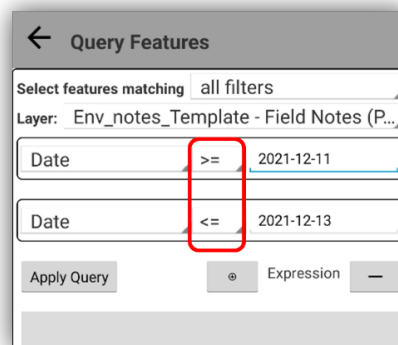 Query Features
Select features matching all filters
Layer: Env_notes_Template - Field Notes (P...
Date >= 2021-12-11
Date <= 2021-12-13
Apply Query ⊕ Expression —